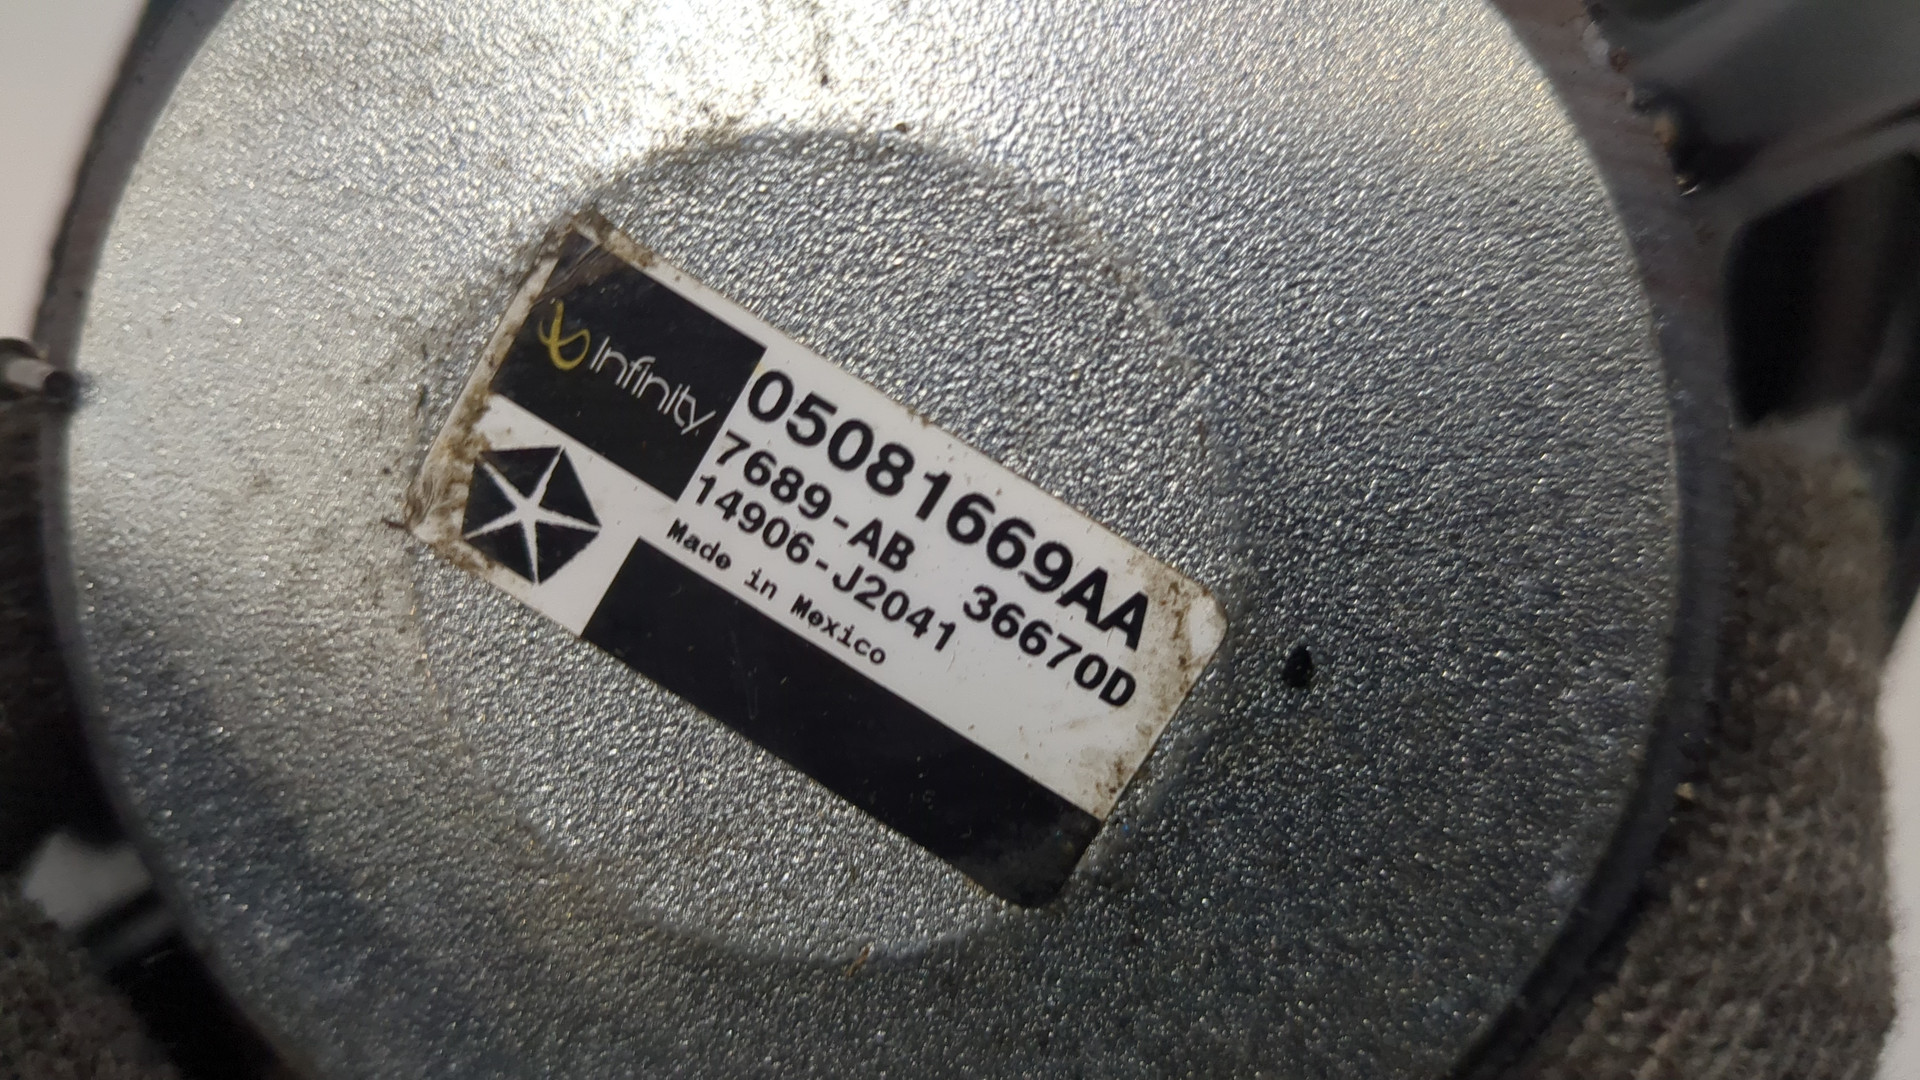 Infinity
05081669AA
7689-AB 36670D
14906-J2041
Made in Mexico